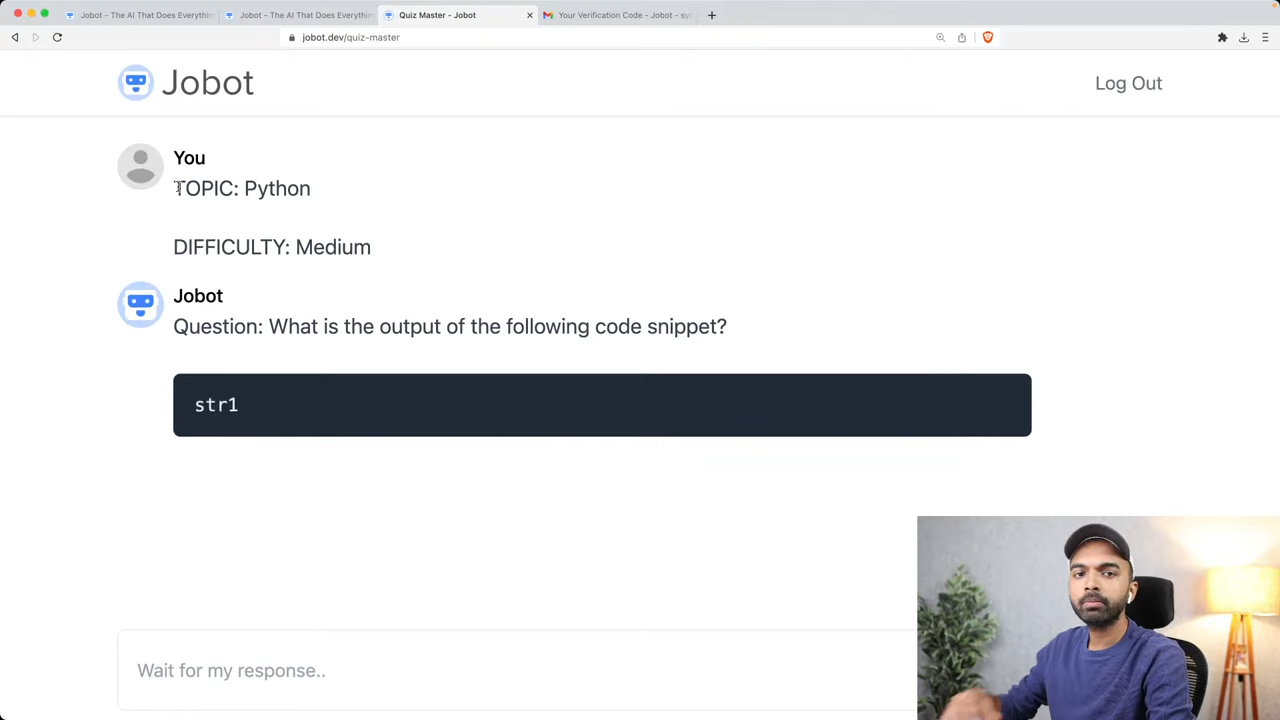 Jobot - The AI That Does Everythin
Jobot - The AI That Does Everythin
Quiz Master - Jobot
Your Verification Code - Jobot - sy
jobot.dev/quiz-master
Jobot
Log Out
You
TOPIC: Python
DIFFICULTY: Medium
Jobot
Question: What is the output of the following code snippet?
str1
Wait for my response..